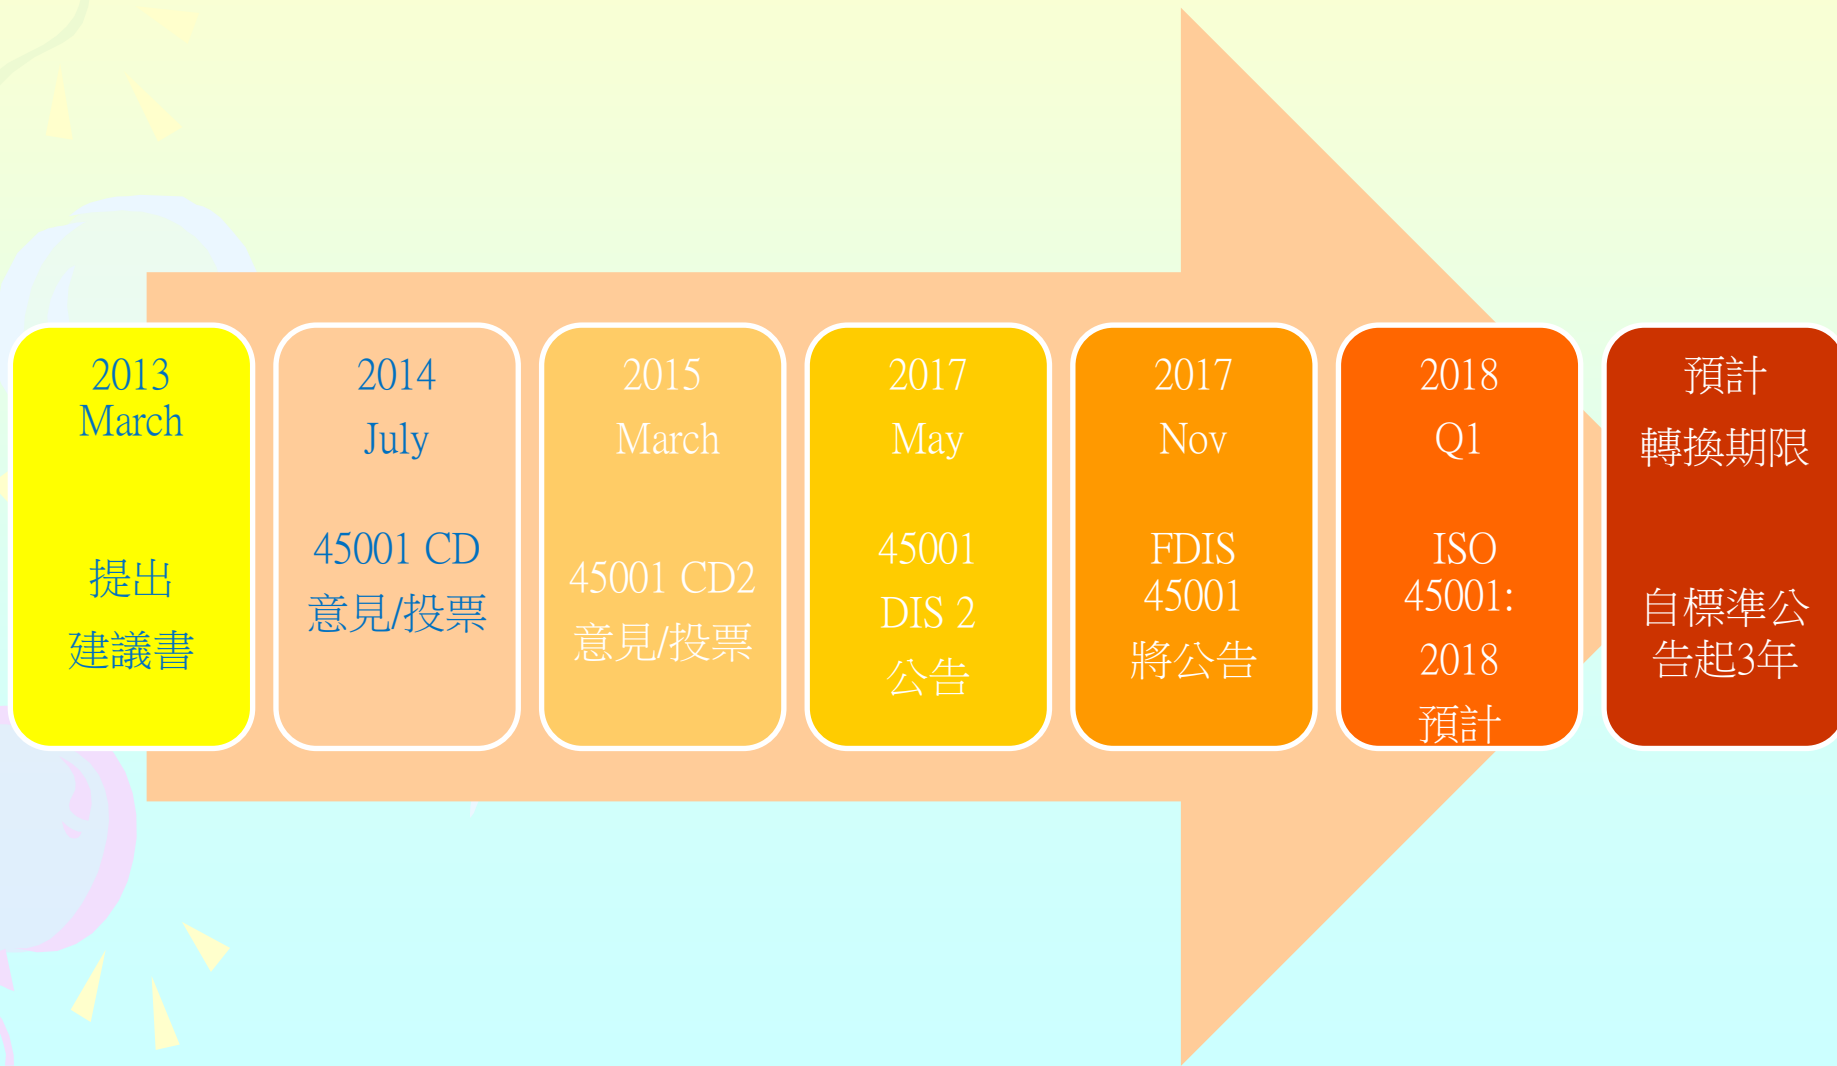 2013
March
提出
建議書
2014
July
45001 CD
意見/投票
2015
March
45001 CD2
意見/投票
2017
May
45001
DIS 2
公告
2017
Nov
FDIS
45001
將公告
2018
Q1
ISO
45001:
2018
預計
預計
轉換期限
自標準公
告起3年